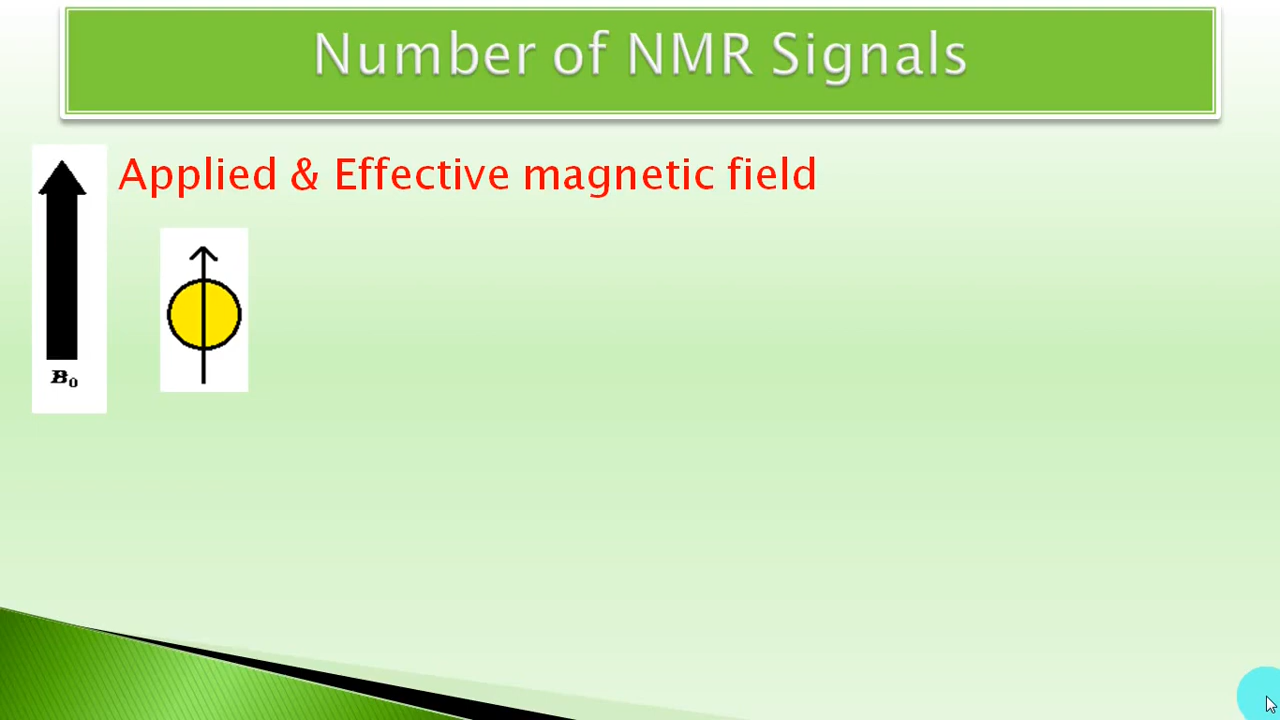 Number of NMR Signals
Applied & Effective magnetic field
B₀